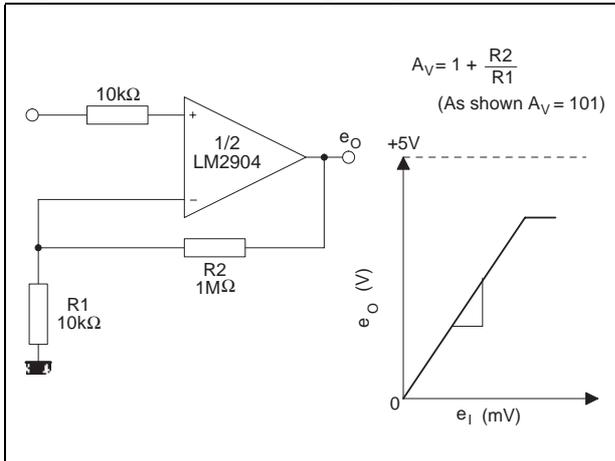 10kΩ
+
1/2
LM2904
−
e_O
R2
1MΩ
R1
10kΩ
A_V = 1 + R2/R1
(As shown A_V = 101)
+5V
e_O (V)
0
e_I (mV)